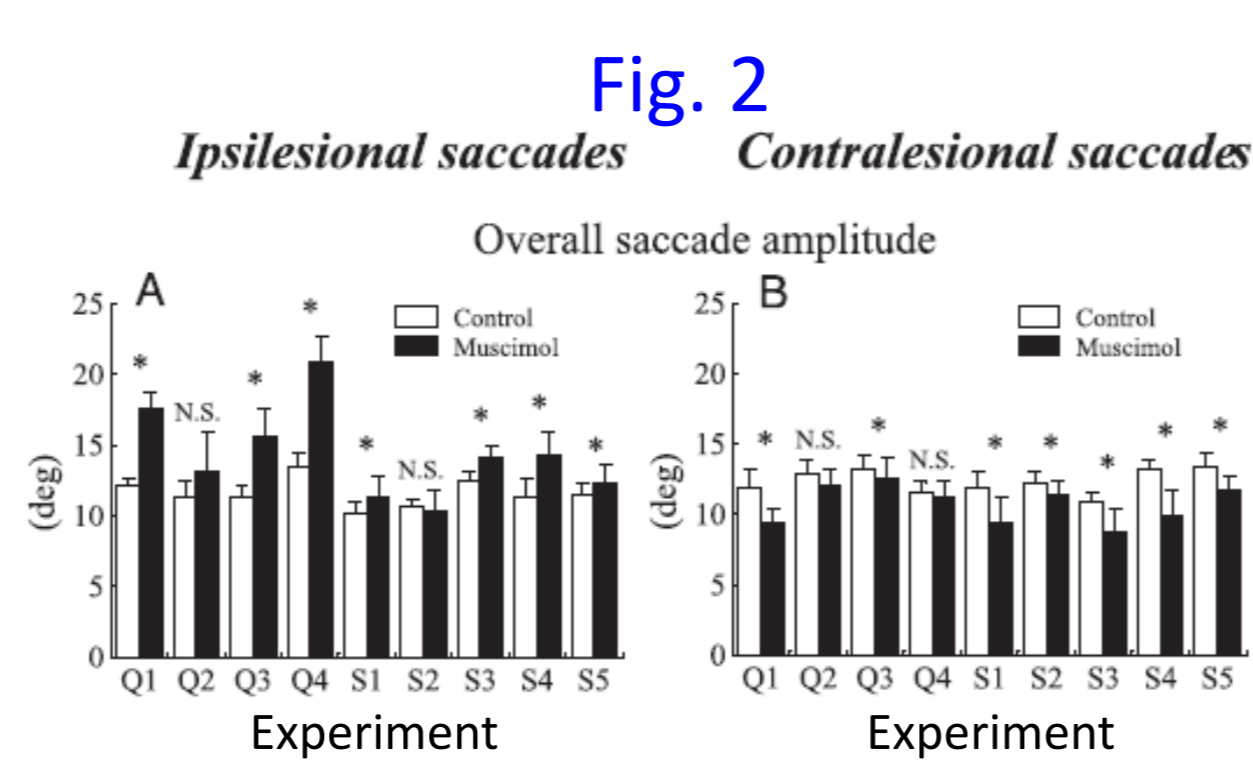 Fig. 2
Ipsilesional saccades
Contralesional saccades
Overall saccade amplitude
A
25
20
15
10
5
0
(deg)
Control
Muscimol
*
N.S.
*
*
*
N.S.
*
*
*
Q1 Q2 Q3 Q4 S1 S2 S3 S4 S5
Experiment
B
25
20
15
10
5
0
(deg)
Control
Muscimol
*
N.S.
*
N.S.
*
*
*
*
*
Q1 Q2 Q3 Q4 S1 S2 S3 S4 S5
Experiment